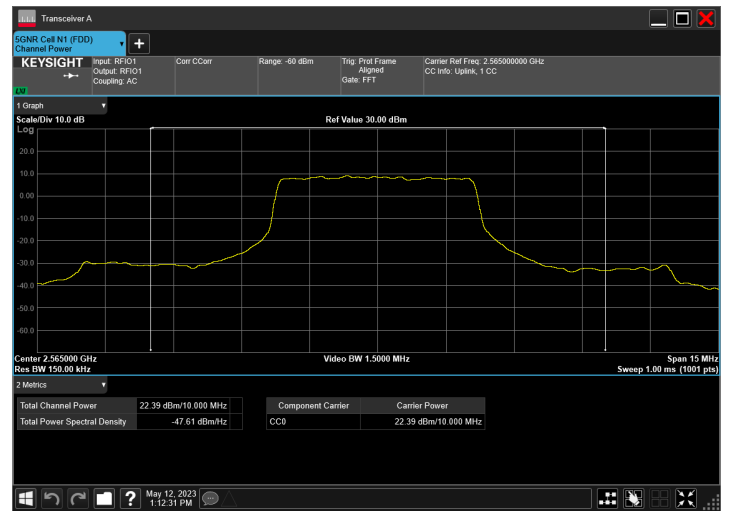 Transceiver A
5GNR Cell N1 (FDD)
Channel Power
KEYSIGHT
LXI
Input: RFIO1
Output: RFIO1
Coupling: AC
Corr CCorr
Range: -60 dBm
Trig: Prot Frame
Aligned
Gate: FFT
Carrier Ref Freq: 2.565000000 GHz
CC Info: Uplink, 1 CC
1 Graph
Scale/Div 10.0 dB
Ref Value 30.00 dBm
Log
20.0
10.0
0.00
-10.0
-20.0
-30.0
-40.0
-50.0
-60.0
Center 2.565000 GHz
Video BW 1.5000 MHz
Span 15 MHz
Res BW 150.00 kHz
Sweep 1.00 ms (1001 pts)
2 Metrics
Total Channel Power 22.39 dBm/10.000 MHz
Total Power Spectral Density -47.61 dBm/Hz
Component Carrier Carrier Power
CC0 22.39 dBm/10.000 MHz
?
May 12, 2023
1:12:31 PM